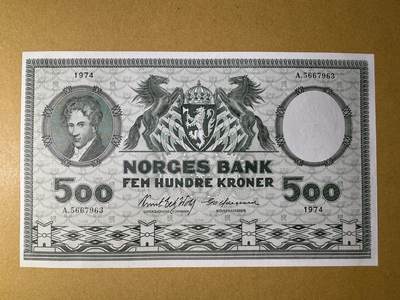 1974
A.5667963
NORGES BANK
FEM HUNDRE KRONER
500
500
A.5667963
1974